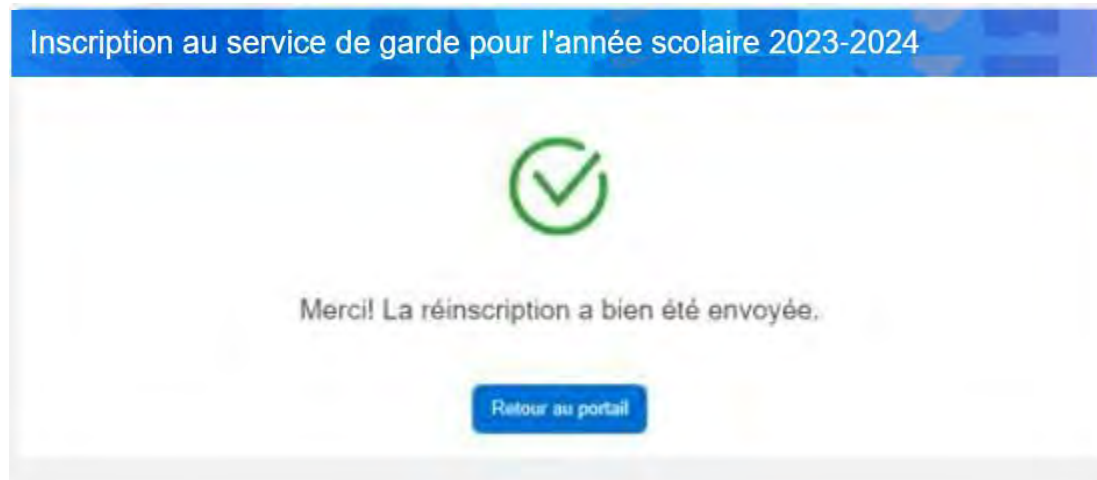 Inscription au service de garde pour l'année scolaire 2023-2024
Merci! La réinscription a bien été envoyée.
Retour au portail